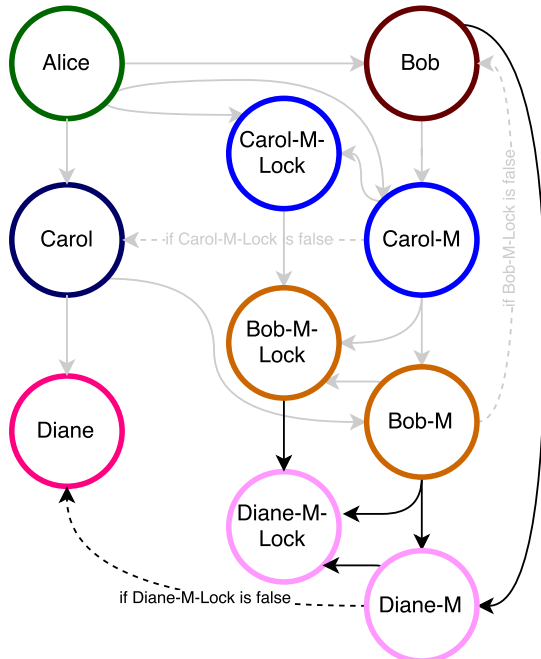 Alice
Bob
Carol-M-
Lock
Carol
if Carol-M-Lock is false
Carol-M
if Bob-M-Lock is false
Bob-M-
Lock
Diane
Bob-M
Diane-M-
Lock
if Diane-M-Lock is false
Diane-M